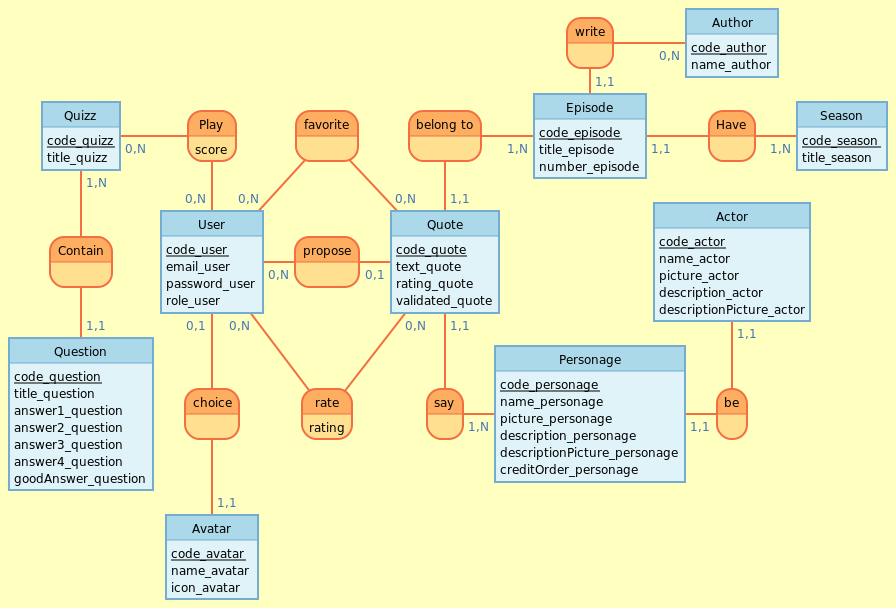 Author
code_author
name_author
write
0,N
1,1
Quizz
code_quizz
title_quizz
0,N
1,N
Play
score
0,N
favorite
0,N
0,N
belong to
1,N
1,1
Episode
code_episode
title_episode
number_episode
1,1
Have
1,N
Season
code_season
title_season
User
code_user
email_user
password_user
role_user
0,N
propose
0,1
Quote
code_quote
text_quote
rating_quote
validated_quote
Actor
code_actor
name_actor
picture_actor
description_actor
descriptionPicture_actor
Contain
1,1
0,1
0,N
0,N
1,1
1,1
Question
code_question
title_question
answer1_question
answer2_question
answer3_question
answer4_question
goodAnswer_question
choice
rate
rating
say
1,N
Personage
code_personage
name_personage
picture_personage
description_personage
descriptionPicture_personage
creditOrder_personage
1,1
be
1,1
Avatar
code_avatar
name_avatar
icon_avatar